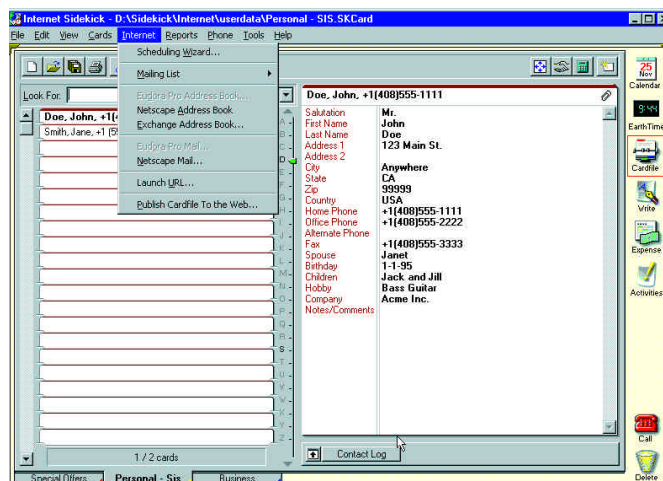 Internet Sidekick - D:\Sidekick\Internet\userdata\Personal - SIS.SKCard
File Edit View Cards Internet Reports Phone Tools Help
Scheduling Wizard...
Mailing List
Eudora Pro Address Book...
Netscape Address Book
Exchange Address Book...
Eudora Pro Mail...
Netscape Mail...
Launch URL...
Publish Cardfile To the Web...
Look For:
Doe, John, +1(
Smith, Jane, +1 (5
A
D
E
F
G
H
I
J
K
L
M
N
O
P
Q
R
S
T
U
V
W
X
Y
Z
1 / 2 cards
Doe, John, +1(408)555-1111
Salutation Mr.
First Name John
Last Name Doe
Address 1 123 Main St.
Address 2
City Anywhere
State CA
Zip 99999
Country USA
Home Phone +1(408)555-1111
Office Phone +1(408)555-2222
Alternate Phone
Fax +1(408)555-3333
Spouse Janet
Birthday 1-1-95
Children Jack and Jill
Hobby Bass Guitar
Company Acme Inc.
Notes/Comments
Contact Log
25
Nov
Calendar
9:44
EarthTime
Cardfile
Write
Expense
Activities
Call
Delete
Special Offers Personal - Sis Business